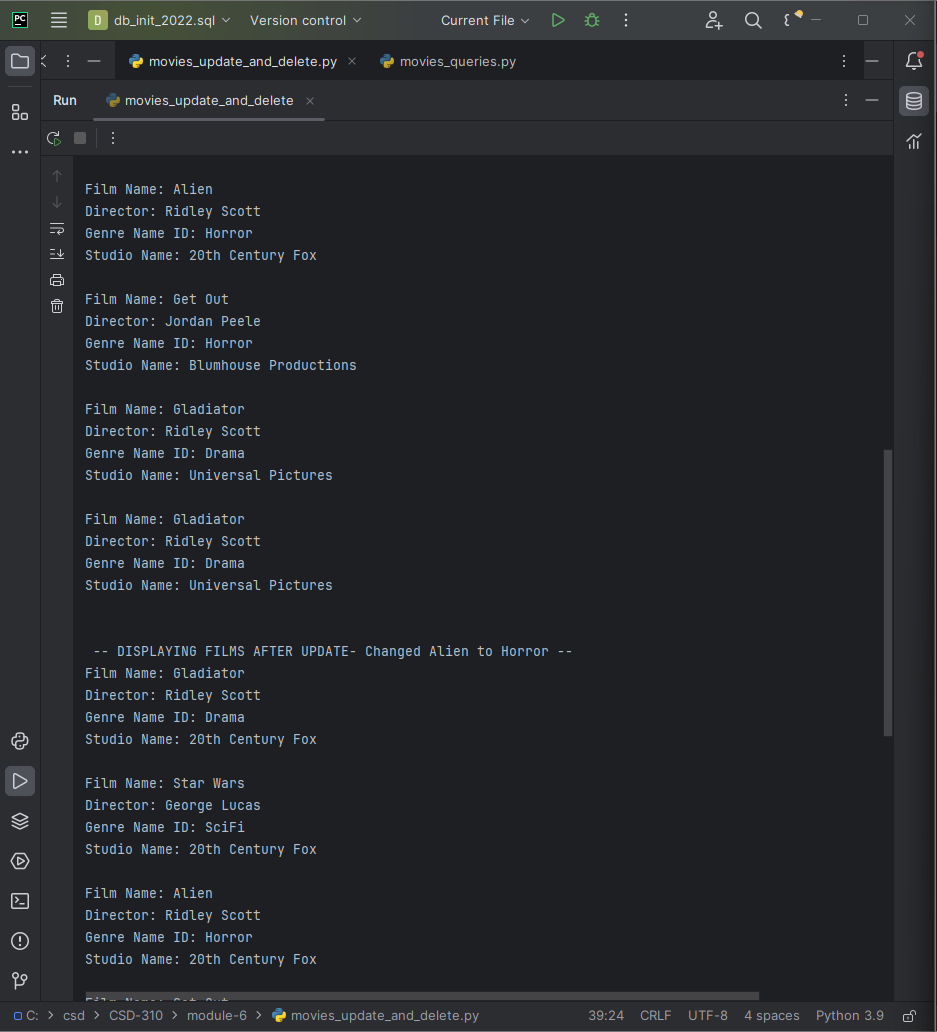 PC D db_init_2022.sql Version control Current File
movies_update_and_delete.py movies_queries.py
Run movies_update_and_delete
Film Name: Alien
Director: Ridley Scott
Genre Name ID: Horror
Studio Name: 20th Century Fox
Film Name: Get Out
Director: Jordan Peele
Genre Name ID: Horror
Studio Name: Blumhouse Productions
Film Name: Gladiator
Director: Ridley Scott
Genre Name ID: Drama
Studio Name: Universal Pictures
Film Name: Gladiator
Director: Ridley Scott
Genre Name ID: Drama
Studio Name: Universal Pictures
-- DISPLAYING FILMS AFTER UPDATE- Changed Alien to Horror --
Film Name: Gladiator
Director: Ridley Scott
Genre Name ID: Drama
Studio Name: 20th Century Fox
Film Name: Star Wars
Director: George Lucas
Genre Name ID: SciFi
Studio Name: 20th Century Fox
Film Name: Alien
Director: Ridley Scott
Genre Name ID: Horror
Studio Name: 20th Century Fox
Film Name: Get Out
C: > csd > CSD-310 > module-6 > movies_update_and_delete.py 39:24 CRLF UTF-8 4 spaces Python 3.9